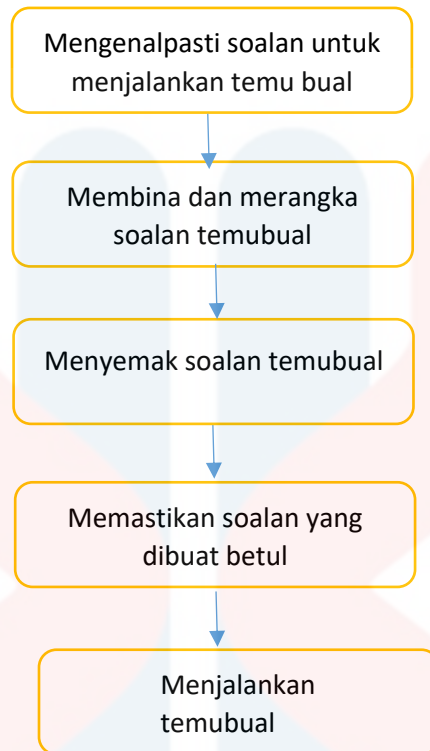 Mengenalpasti soalan untuk
menjalankan temu bual
Membina dan merangka
soalan temubual
Menyemak soalan temubual
Memastikan soalan yang
dibuat betul
Menjalankan
temubual